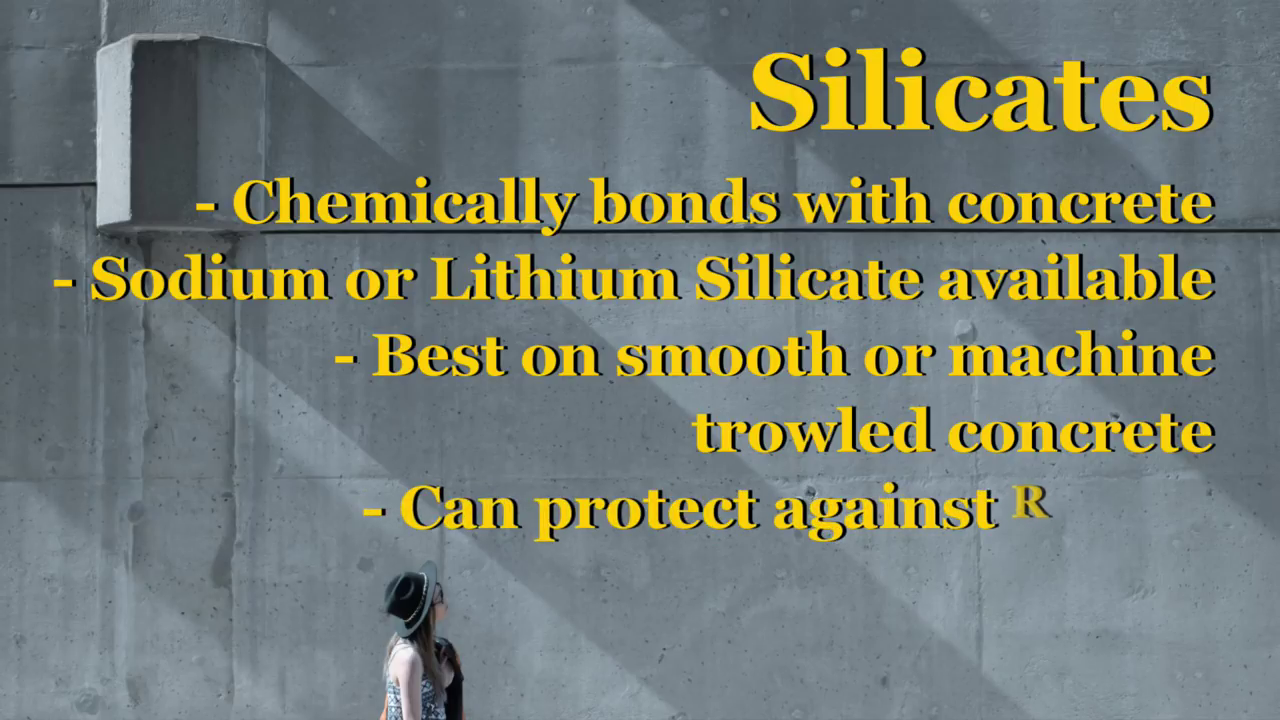 Silicates
- Chemically bonds with concrete
- Sodium or Lithium Silicate available
- Best on smooth or machine
trowled concrete
- Can protect against R